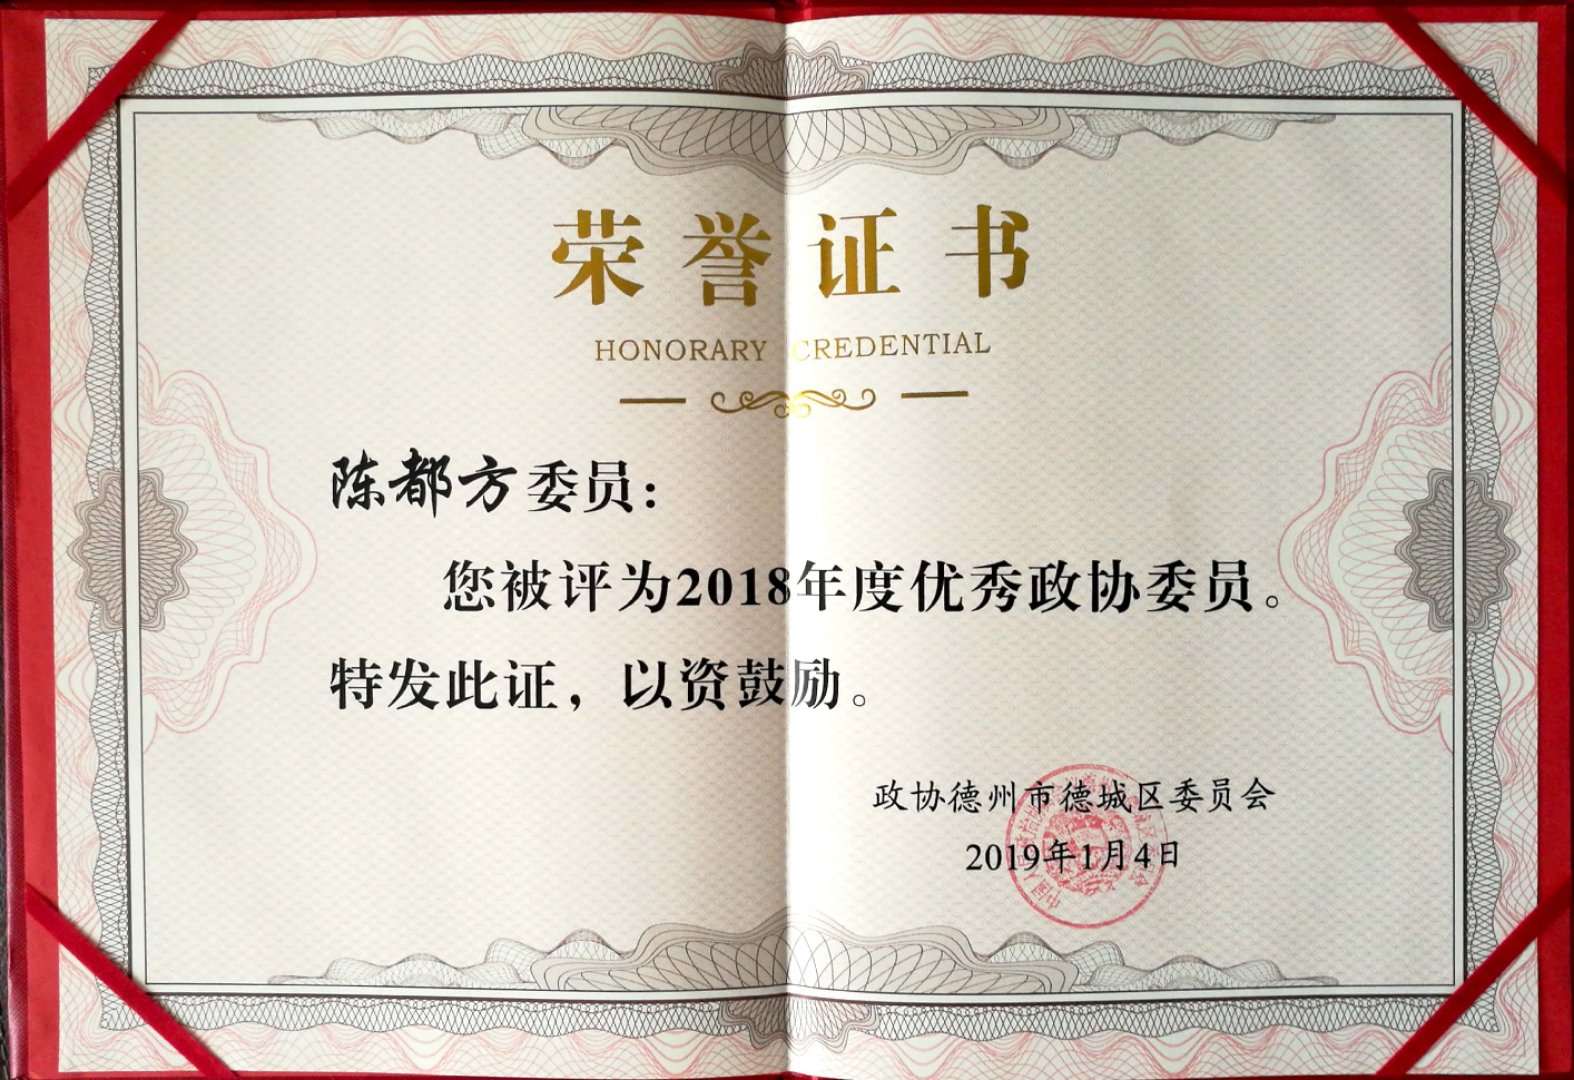 荣誉证书
HONORARY CREDENTIAL
陈都方委员：
您被评为2018年度优秀政协委员。
特发此证，以资鼓励。
政协德州市德城区委员会
2019年1月4日